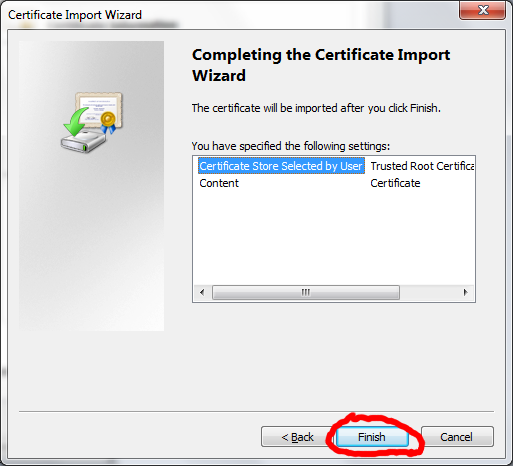 Certificate Import Wizard
Completing the Certificate Import
Wizard
The certificate will be imported after you click Finish.
You have specified the following settings:
Certificate Store Selected by User Trusted Root Certifica
Content Certificate
< Back Finish Cancel